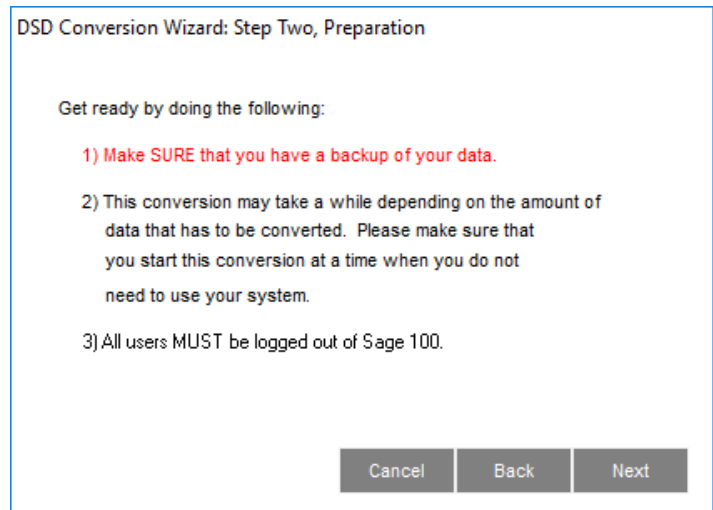 DSD Conversion Wizard: Step Two, Preparation
Get ready by doing the following:
1) Make SURE that you have a backup of your data.
2) This conversion may take a while depending on the amount of
data that has to be converted.  Please make sure that
you start this conversion at a time when you do not
need to use your system.
3) All users MUST be logged out of Sage 100.
Cancel Back Next